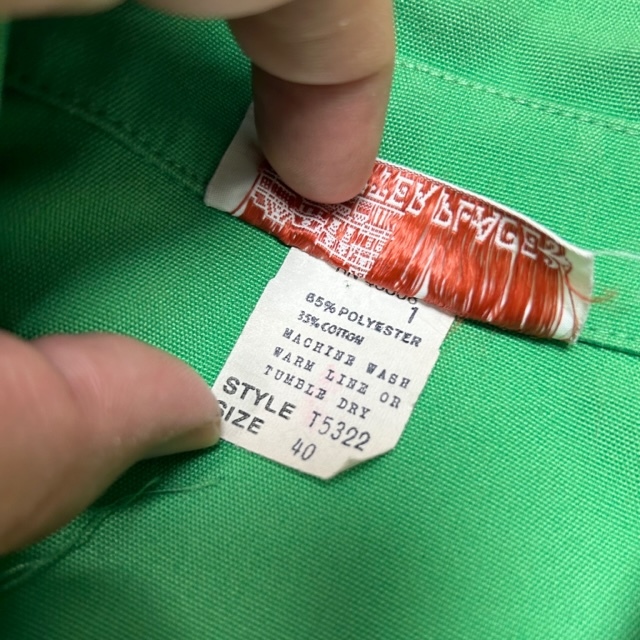 1
65% POLYESTER
35% COTTON
MACHINE WASH
WARM LINE OR
TUMBLE DRY
STYLE T5322
SIZE 40